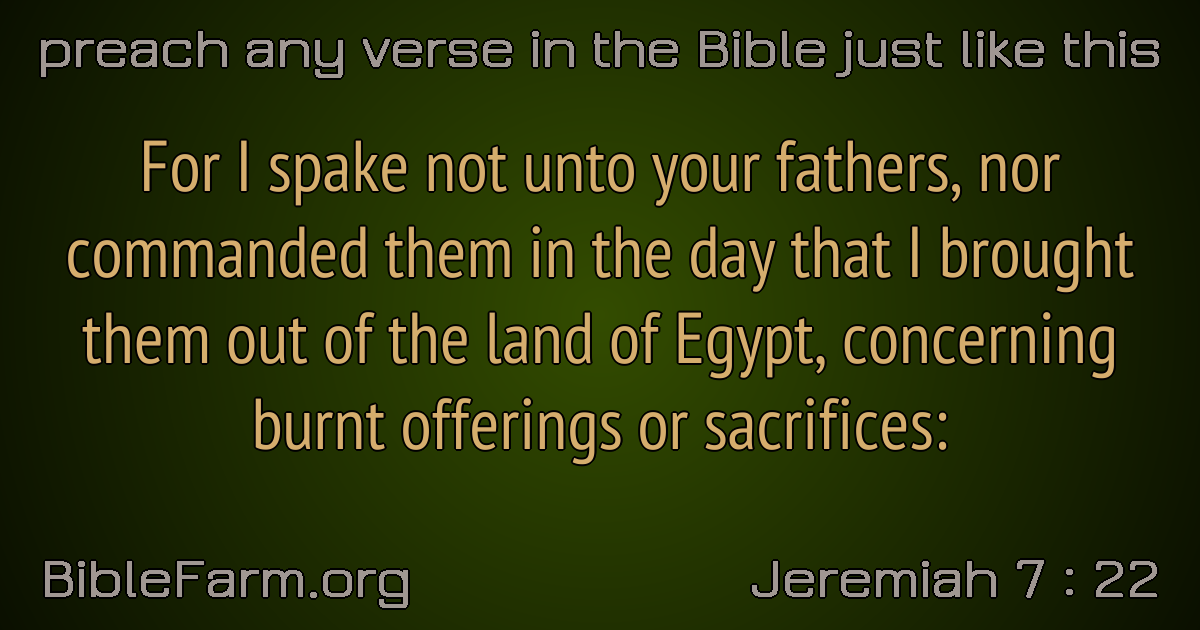 preach any verse in the Bible just like this
For I spake not unto your fathers, nor
commanded them in the day that I brought
them out of the land of Egypt, concerning
burnt offerings or sacrifices:
BibleFarm.org
Jeremiah 7 : 22